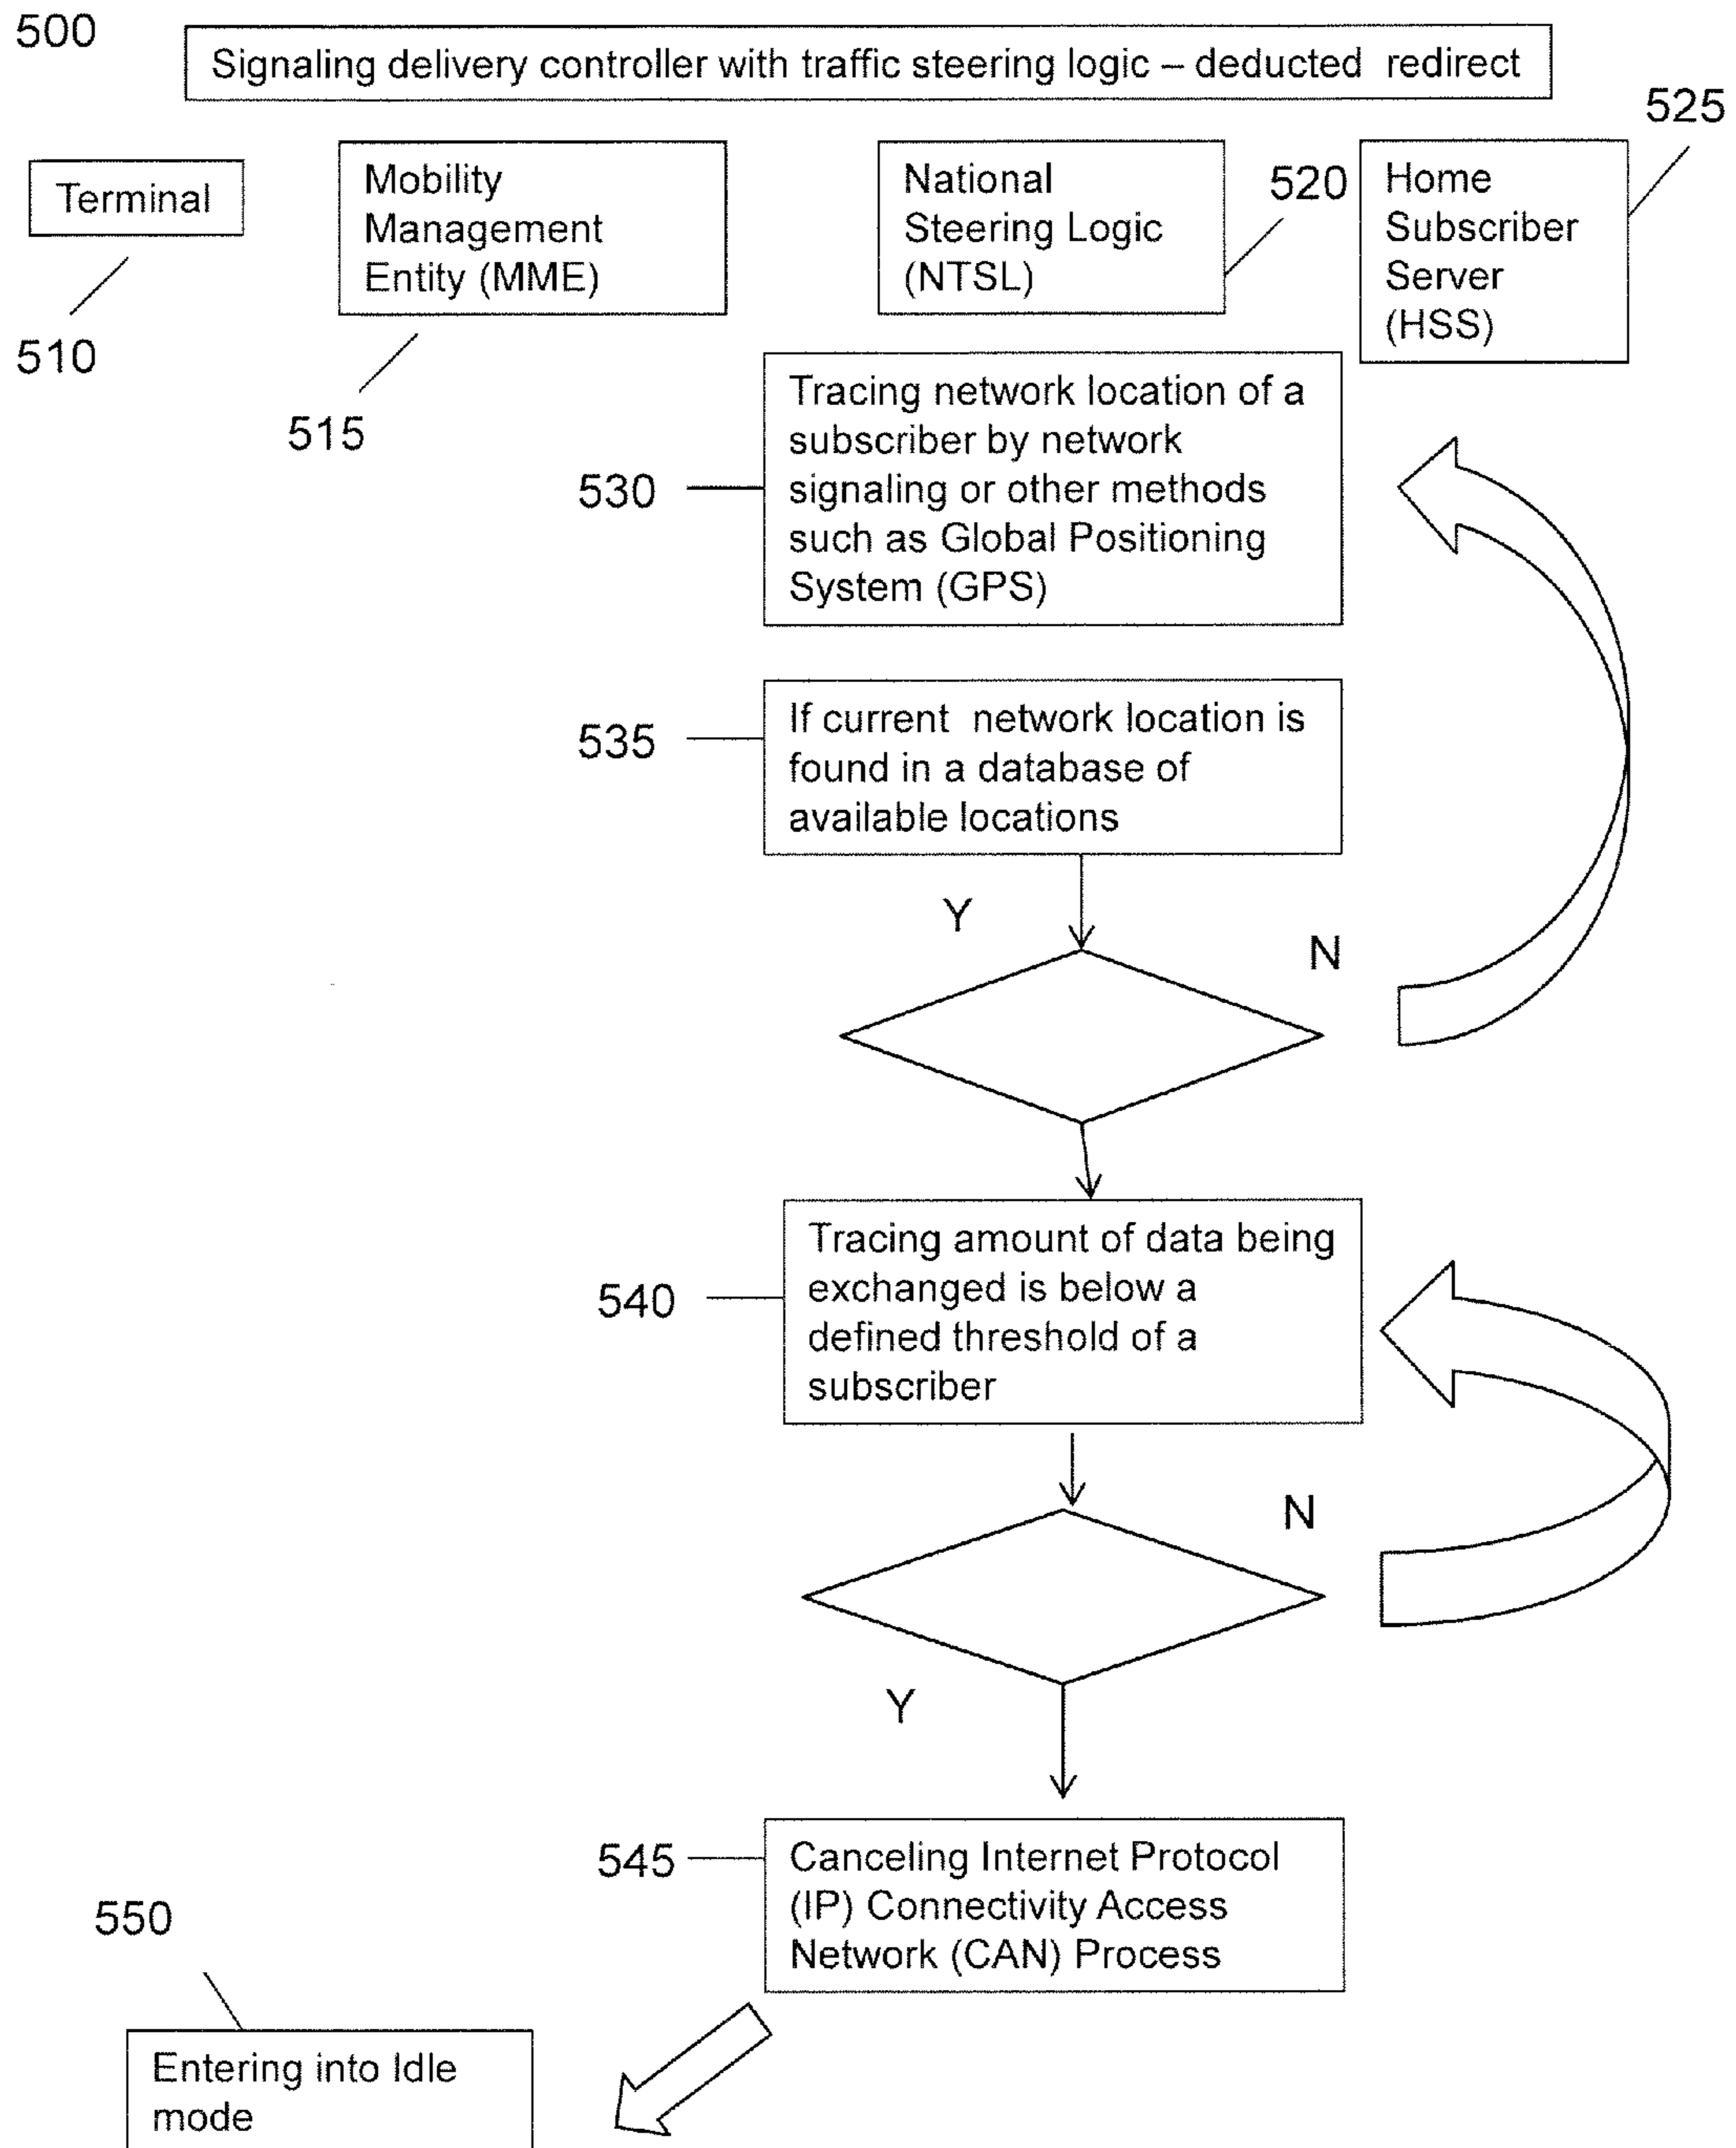 500
Signaling delivery controller with traffic steering logic – deducted redirect
525
Terminal
510
Mobility
Management
Entity (MME)
515
National
Steering Logic
(NTSL)
520
Home
Subscriber
Server
(HSS)
530
Tracing network location of a
subscriber by network
signaling or other methods
such as Global Positioning
System (GPS)
535
If current network location is
found in a database of
available locations
Y
N
540
Tracing amount of data being
exchanged is below a
defined threshold of a
subscriber
N
Y
545
Canceling Internet Protocol
(IP) Connectivity Access
Network (CAN) Process
550
Entering into Idle
mode